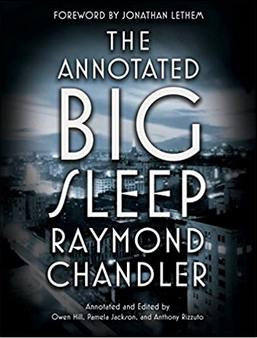 FOREWORD BY JONATHAN LETHEM
THE
ANNOTATED
BIG
SLEEP
RAYMOND
CHANDLER
Annotated and Edited by
Owen Hill, Pamela Jackson, and Anthony Rizzuto